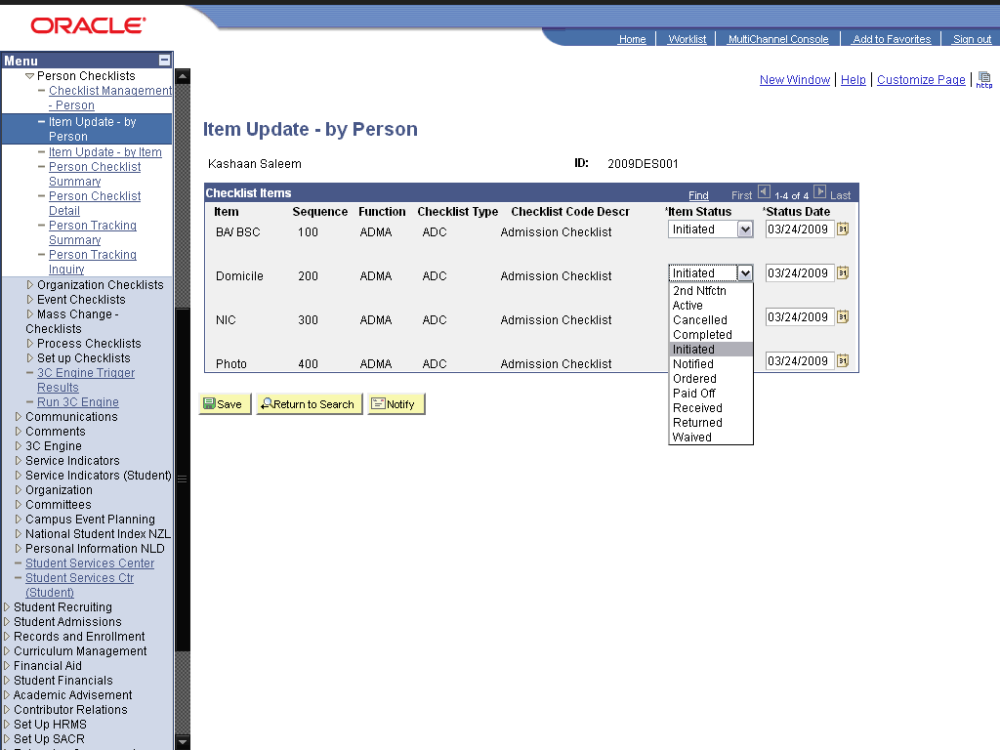 ORACLE®
Home
Worklist
MultiChannel Console
Add to Favorites
Sign out
Menu
Person Checklists
Checklist Management
- Person
Item Update - by
Person
Item Update - by Item
Person Checklist
Summary
Person Checklist
Detail
Person Tracking
Summary
Person Tracking
Inquiry
Organization Checklists
Event Checklists
Mass Change -
Checklists
Process Checklists
Set up Checklists
3C Engine Trigger
Results
Run 3C Engine
Communications
Comments
3C Engine
Service Indicators
Service Indicators (Student)
Organization
Committees
Campus Event Planning
National Student Index NZL
Personal Information NLD
Student Services Center
Student Services Ctr
(Student)
Student Recruiting
Student Admissions
Records and Enrollment
Curriculum Management
Financial Aid
Student Financials
Academic Advisement
Contributor Relations
Set Up HRMS
Set Up SACR
New Window
Help
Customize Page
http
Item Update - by Person
Kashaan Saleem ID: 2009DES001
Checklist Items Find First 1-4 of 4 Last
Item Sequence Function Checklist Type Checklist Code Descr *Item Status *Status Date
BA/ BSC 100 ADMA ADC Admission Checklist Initiated 03/24/2009 31
Domicile 200 ADMA ADC Admission Checklist Initiated 03/24/2009 31
NIC 300 ADMA ADC Admission Checklist 03/24/2009 31
Photo 400 ADMA ADC Admission Checklist 03/24/2009 31
2nd Ntfctn
Active
Cancelled
Completed
Initiated
Notified
Ordered
Paid Off
Received
Returned
Waived
Save
Return to Search
Notify